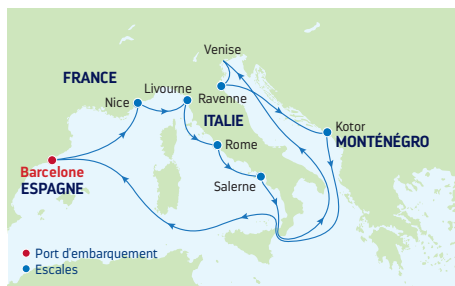 Venise
FRANCE
Livourne
Nice
Ravenne
ITALIE
Kotor
MONTÉNÉGRO
Rome
Barcelone
ESPAGNE
Salerne
Port d'embarquement
Escales